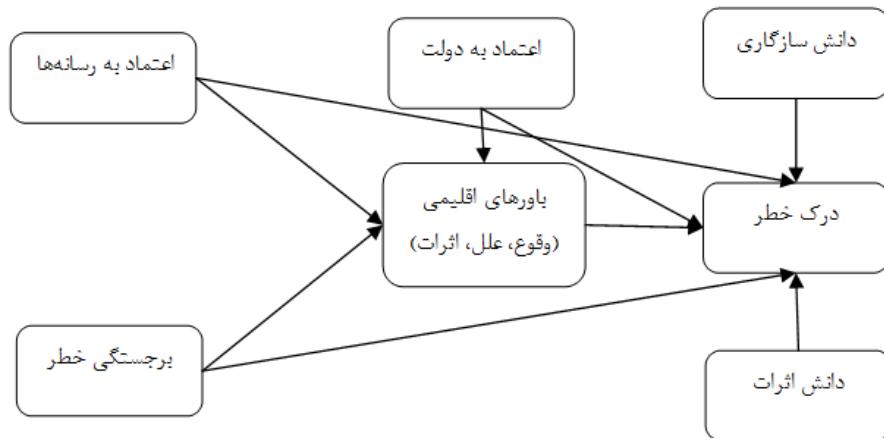 دانش سازگاری
اعتماد به دولت
اعتماد به رسانه‌ها
باورهای اقلیمی
(وقوع، علل، اثرات)
درک خطر
برجستگی خطر
دانش اثرات